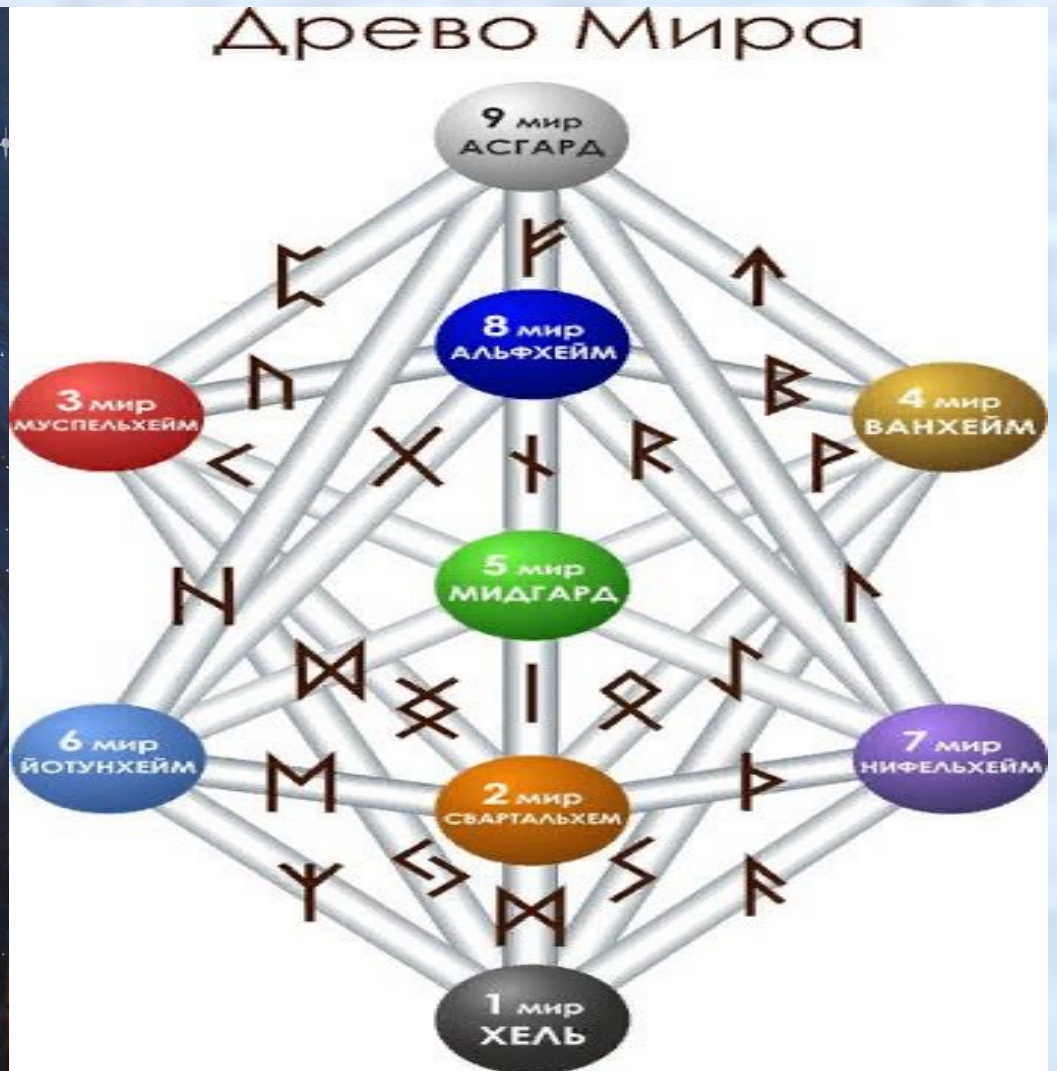 Древо Мира
9 мир
АСГАРД
ᛈ
ᚠ
ᛏ
8 мир
АЛЬФХЕЙМ
3 мир
МУСПЕЛЬХЕЙМ
ᚢ
ᛒ
4 мир
ВАНХЕЙМ
ᚲ
ᚷ
ᚾ
ᚱ
ᚹ
5 мир
МИДГАРД
ᚺ
ᛚ
ᛞ
ᛝ
ᛁ
ᛟ
ᛇ
6 мир
ЙОТУНХЕЙМ
7 мир
НИФЕЛЬХЕЙМ
ᛖ
2 мир
СВАРТАЛЬХЕМ
ᚦ
ᛉ
ᛃ
ᛗ
ᛊ
ᚨ
1 мир
ХЕЛЬ